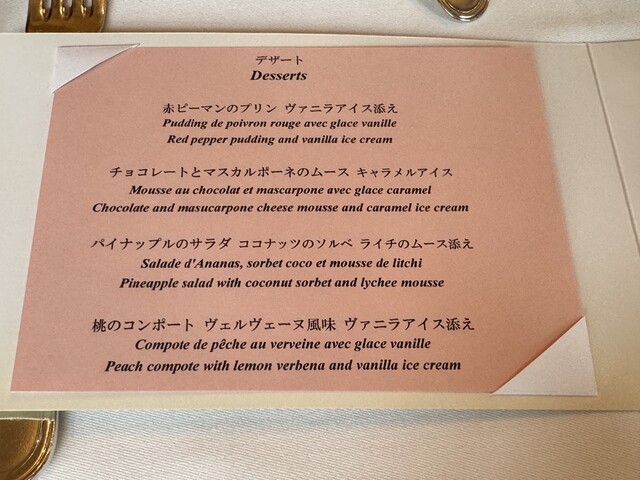 デザート
Desserts
赤ピーマンのプリン ヴァニラアイス添え
Pudding de poivron rouge avec glace vanille
Red pepper pudding and vanilla ice cream
チョコレートとマスカルポーネのムース キャラメルアイス
Mousse au chocolat et mascarpone avec glace caramel
Chocolate and masucarpone cheese mousse and caramel ice cream
パイナップルのサラダ ココナッツのソルベ ライチのムース添え
Salade d'Ananas, sorbet coco et mousse de litchi
Pineapple salad with coconut sorbet and lychee mousse
桃のコンポート ヴェルヴェーヌ風味 ヴァニラアイス添え
Compote de pêche au verveine avec glace vanille
Peach compote with lemon verbena and vanilla ice cream